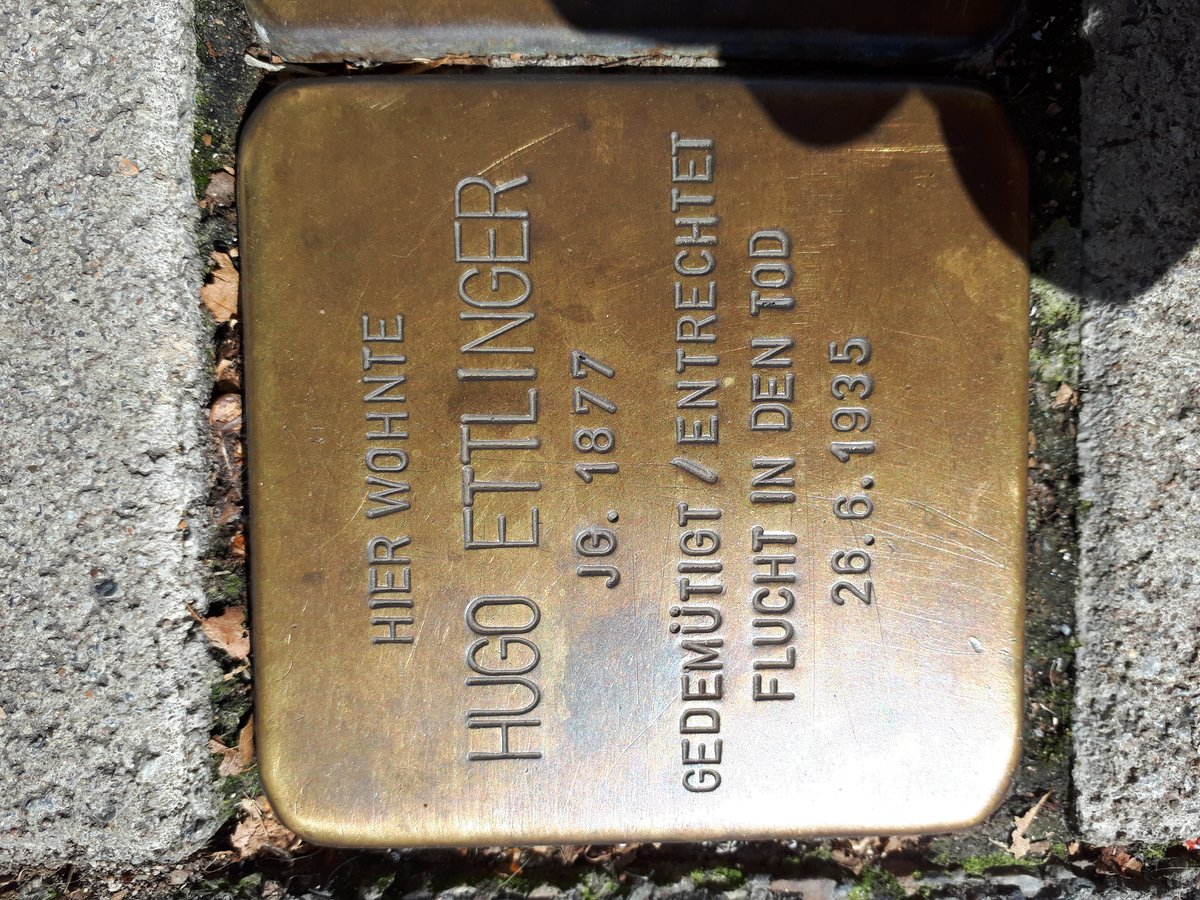 HIER WOHNTE
HUGO ETTLINGER
JG. 1877
GEDEMÜTIGT / ENTRECHTET
FLUCHT IN DEN TOD
26.6.1935